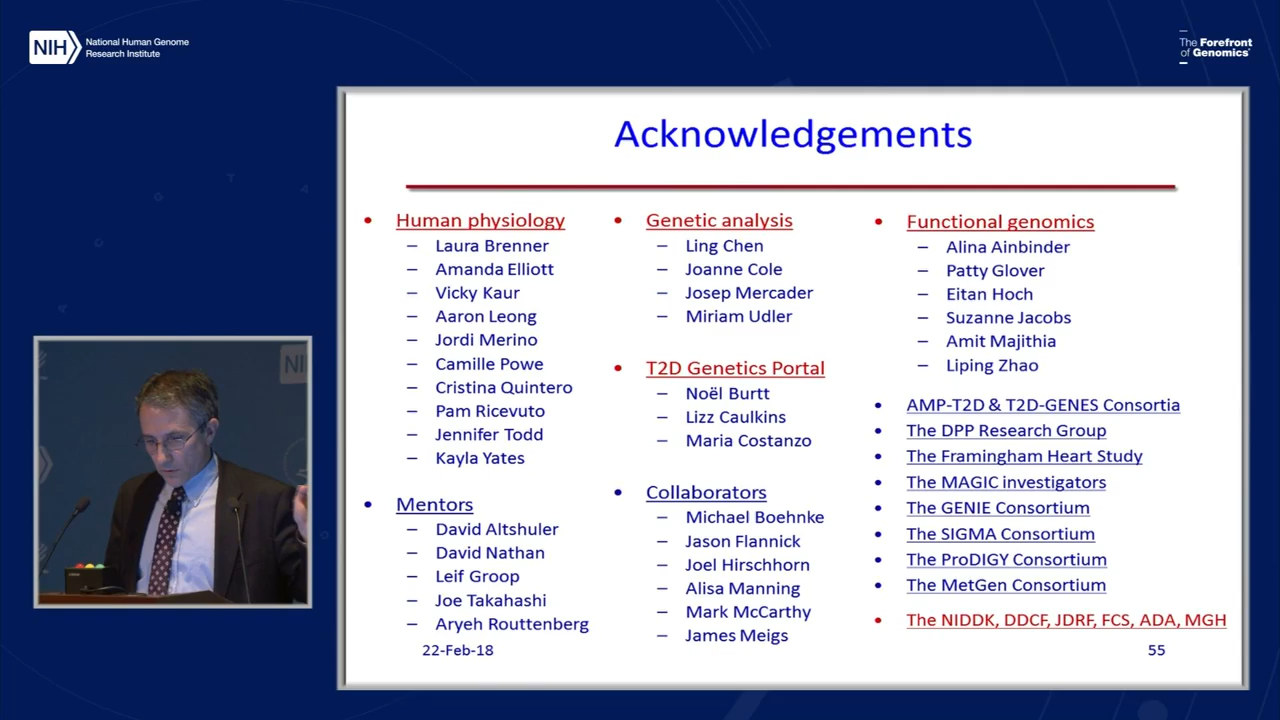 NIH
National Human Genome
Research Institute
The Forefront
of Genomics®
Acknowledgements
• Human physiology
– Laura Brenner
– Amanda Elliott
– Vicky Kaur
– Aaron Leong
– Jordi Merino
– Camille Powe
– Cristina Quintero
– Pam Ricevuto
– Jennifer Todd
– Kayla Yates
• Mentors
– David Altshuler
– David Nathan
– Leif Groop
– Joe Takahashi
– Aryeh Routtenberg
22-Feb-18
• Genetic analysis
– Ling Chen
– Joanne Cole
– Josep Mercader
– Miriam Udler
• T2D Genetics Portal
– Noël Burtt
– Lizz Caulkins
– Maria Costanzo
• Collaborators
– Michael Boehnke
– Jason Flannick
– Joel Hirschhorn
– Alisa Manning
– Mark McCarthy
– James Meigs
• Functional genomics
– Alina Ainbinder
– Patty Glover
– Eitan Hoch
– Suzanne Jacobs
– Amit Majithia
– Liping Zhao
• AMP-T2D & T2D-GENES Consortia
• The DPP Research Group
• The Framingham Heart Study
• The MAGIC investigators
• The GENIE Consortium
• The SIGMA Consortium
• The ProDIGY Consortium
• The MetGen Consortium
• The NIDDK, DDCF, JDRF, FCS, ADA, MGH
55
NIH